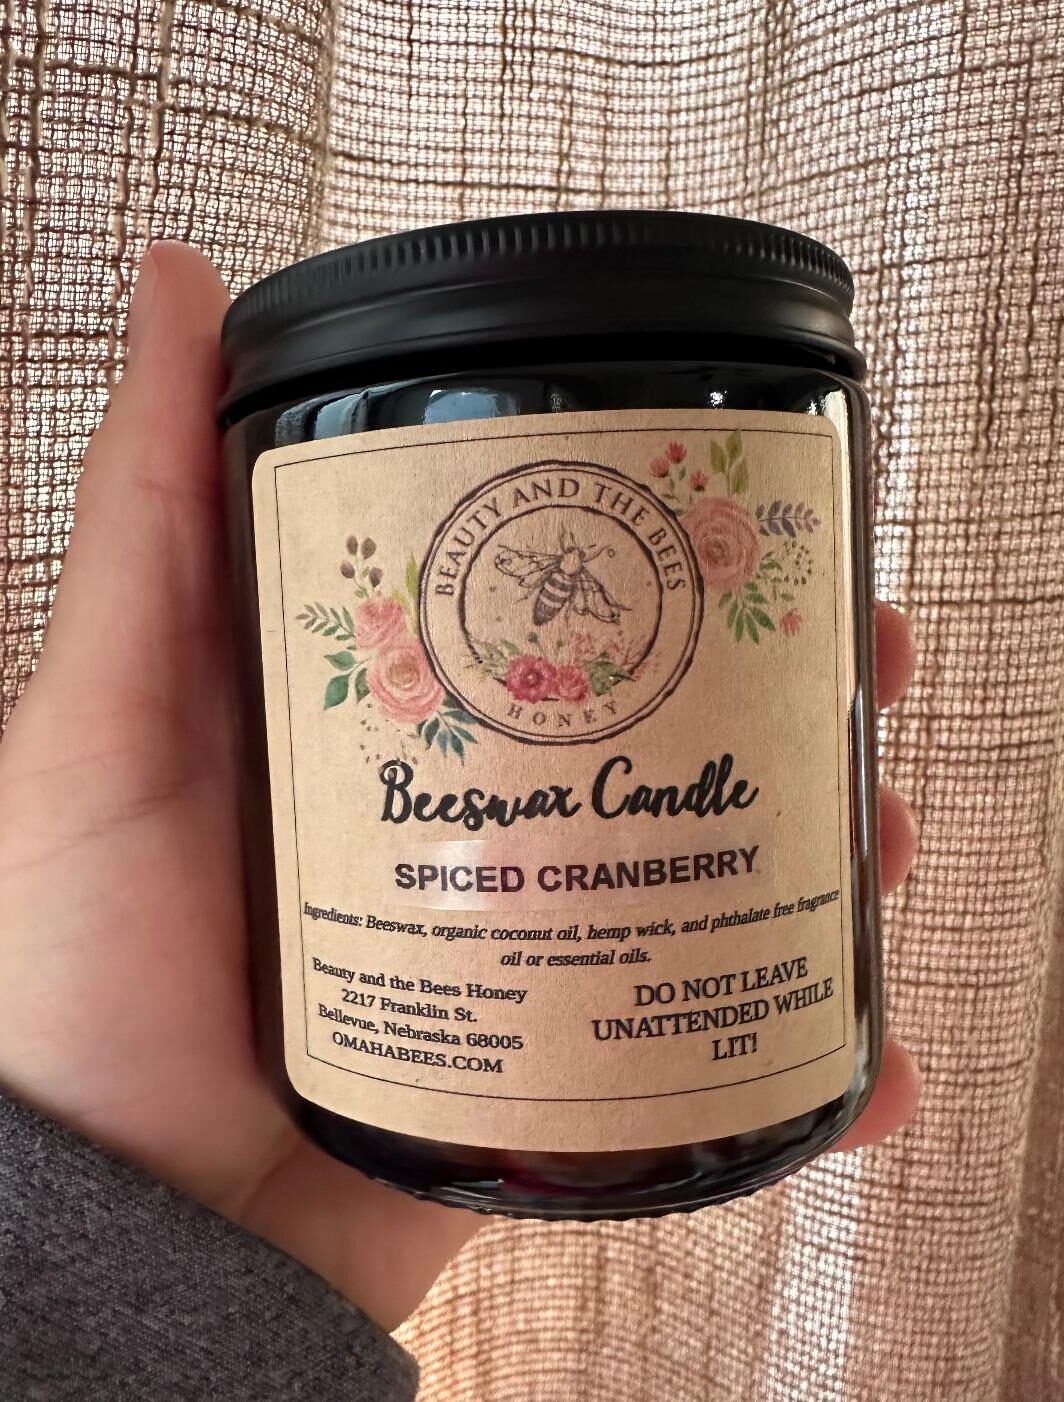 BEAUTY AND THE BEES
HONEY
Beeswax Candle
SPICED CRANBERRY
Ingredients: Beeswax, organic coconut oil, hemp wick, and phthalate free fragrance
oil or essential oils.
Beauty and the Bees Honey
2217 Franklin St.
Bellevue, Nebraska 68005
OMAHABEES.COM
DO NOT LEAVE
UNATTENDED WHILE
LIT!